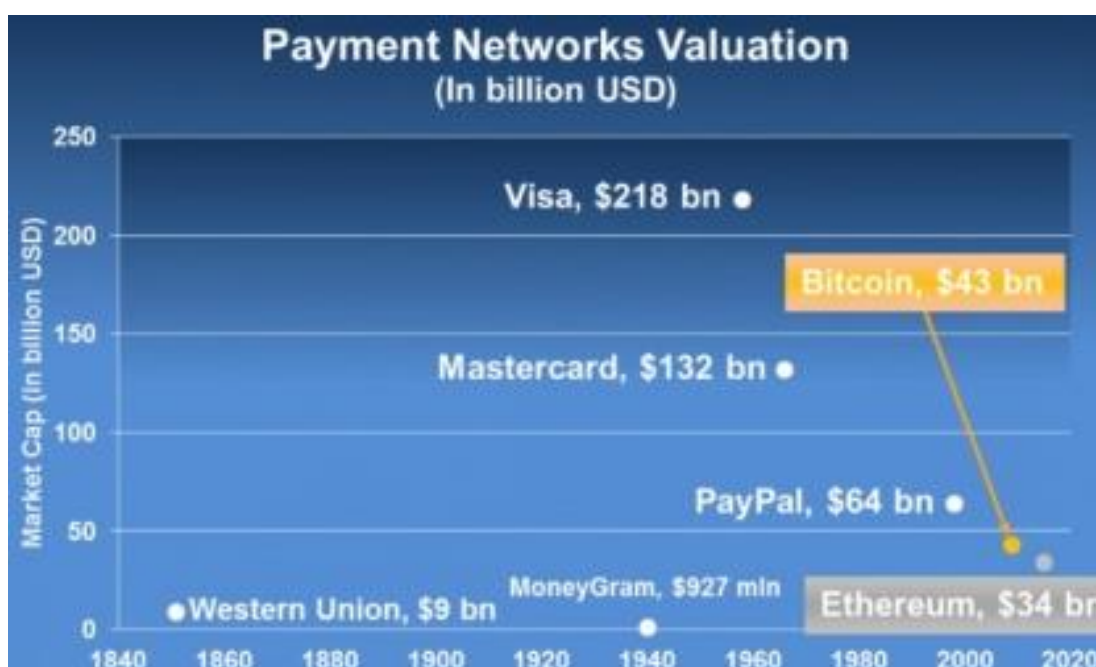 Payment Networks Valuation
(In billion USD)
250
Visa, $218 bn
200
Bitcoin, $43 bn
150
Mastercard, $132 bn
100
PayPal, $64 bn
50
MoneyGram, $927 mln
Western Union, $9 bn
Ethereum, $34 bn
0
Market Cap (In billion USD)
1840 1860 1880 1900 1920 1940 1960 1980 2000 2020